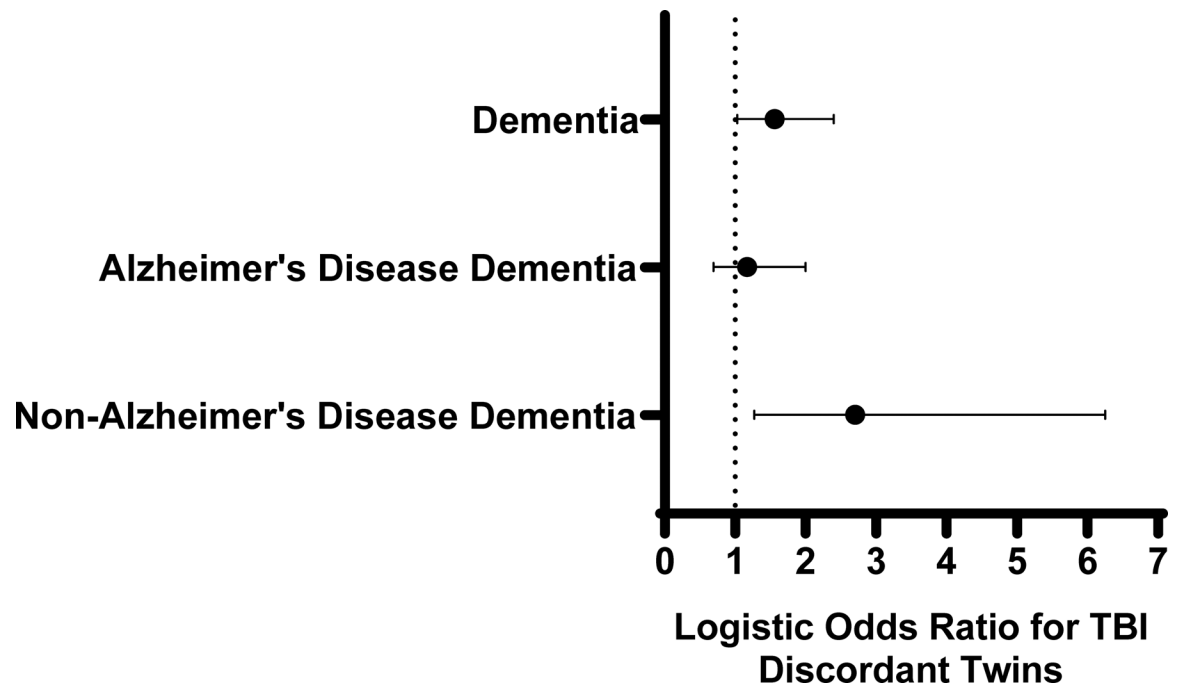 Dementia
Alzheimer's Disease Dementia
Non-Alzheimer's Disease Dementia
0 1 2 3 4 5 6 7
Logistic Odds Ratio for TBI
Discordant Twins